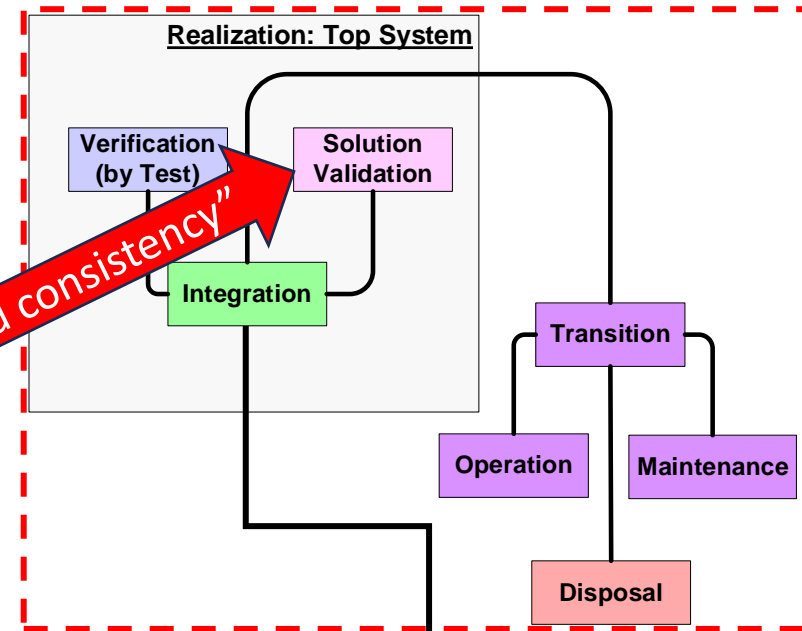 Realization: Top System
Verification
(by Test)
Solution
Validation
consistency”
Integration
Transition
Operation
Maintenance
Disposal